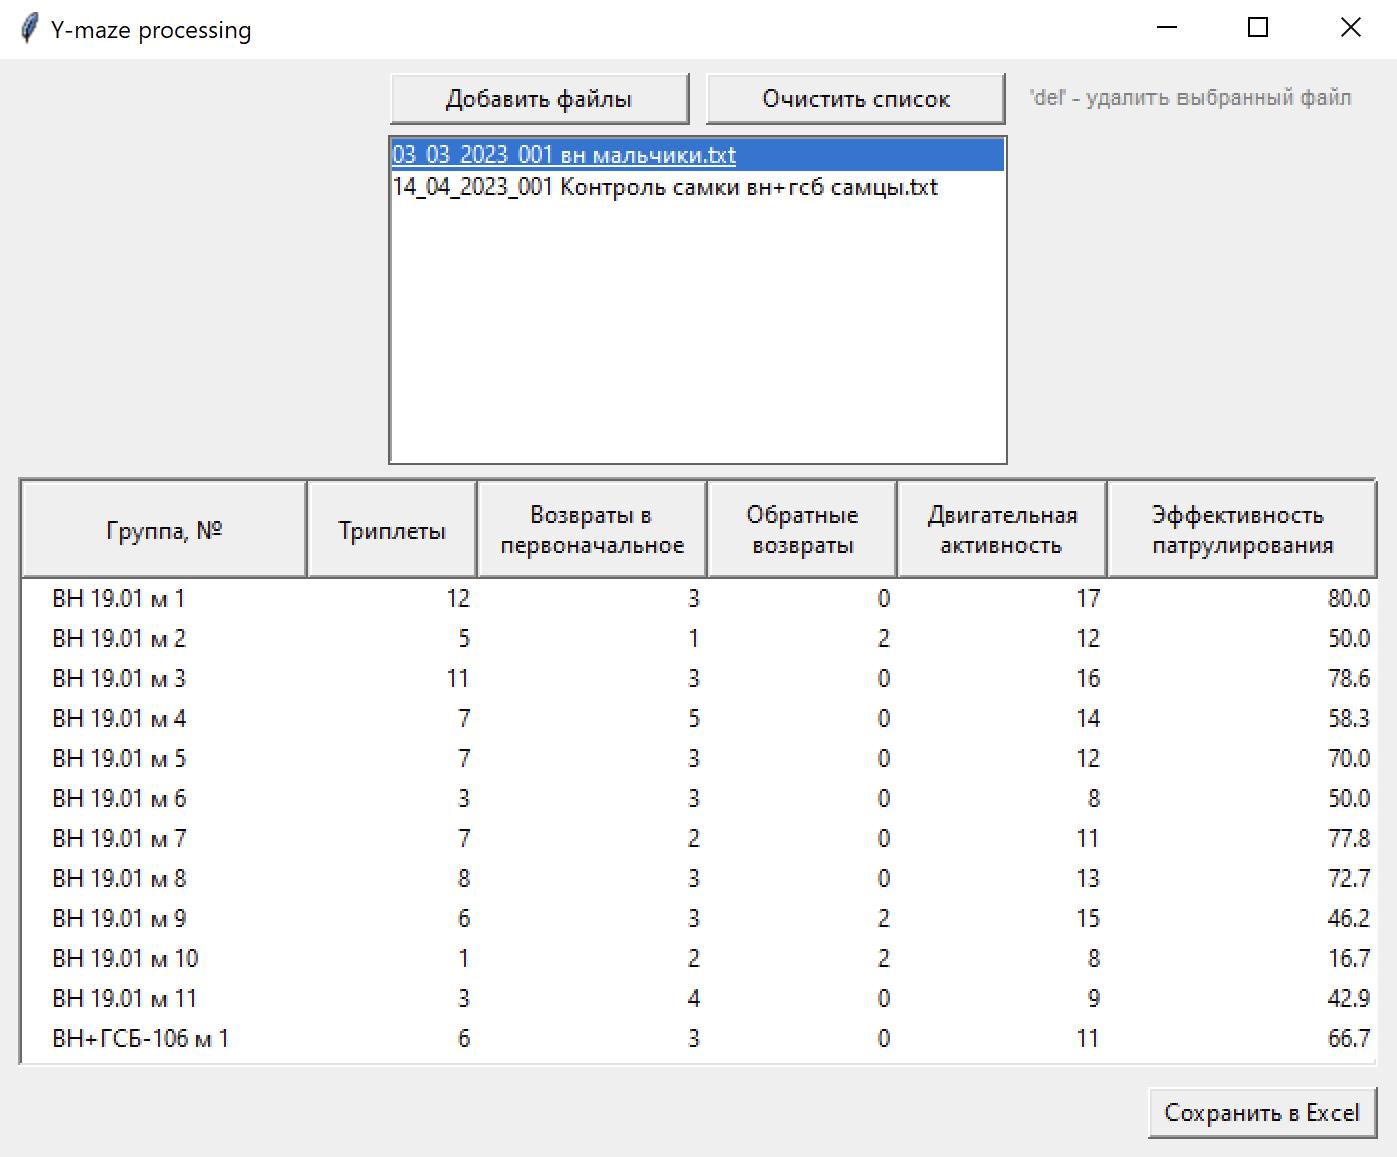 Y-maze processing
Добавить файлы Очистить список 'del' - удалить выбранный файл
03_03_2023_001 вн мальчики.txt
14_04_2023_001 Контроль самки вн+гсб самцы.txt
Группа, № Триплеты Возвраты в первоначальное Обратные возвраты Двигательная активность Эффективность патрулирования
ВН 19.01 м 1 12 3 0 17 80.0
ВН 19.01 м 2 5 1 2 12 50.0
ВН 19.01 м 3 11 3 0 16 78.6
ВН 19.01 м 4 7 5 0 14 58.3
ВН 19.01 м 5 7 3 0 12 70.0
ВН 19.01 м 6 3 3 0 8 50.0
ВН 19.01 м 7 7 2 0 11 77.8
ВН 19.01 м 8 8 3 0 13 72.7
ВН 19.01 м 9 6 3 2 15 46.2
ВН 19.01 м 10 1 2 2 8 16.7
ВН 19.01 м 11 3 4 0 9 42.9
ВН+ГСБ-106 м 1 6 3 0 11 66.7
Сохранить в Excel